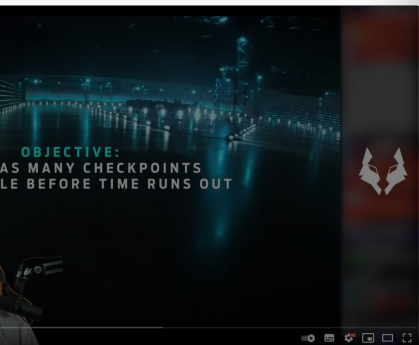 OBJECTIVE:
AS MANY CHECKPOINTS
LE BEFORE TIME RUNS OUT